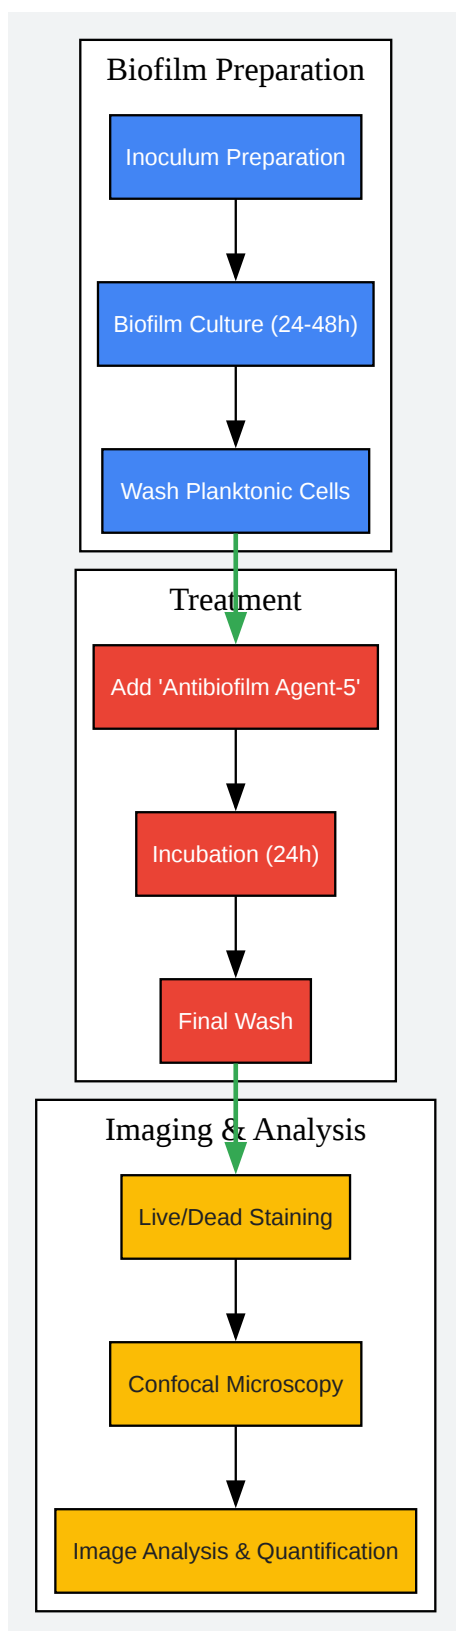 Biofilm Preparation
Inoculum Preparation
Biofilm Culture (24-48h)
Wash Planktonic Cells
Treatment
Add 'Antibiofilm Agent-5'
Incubation (24h)
Final Wash
Imaging & Analysis
Live/Dead Staining
Confocal Microscopy
Image Analysis & Quantification